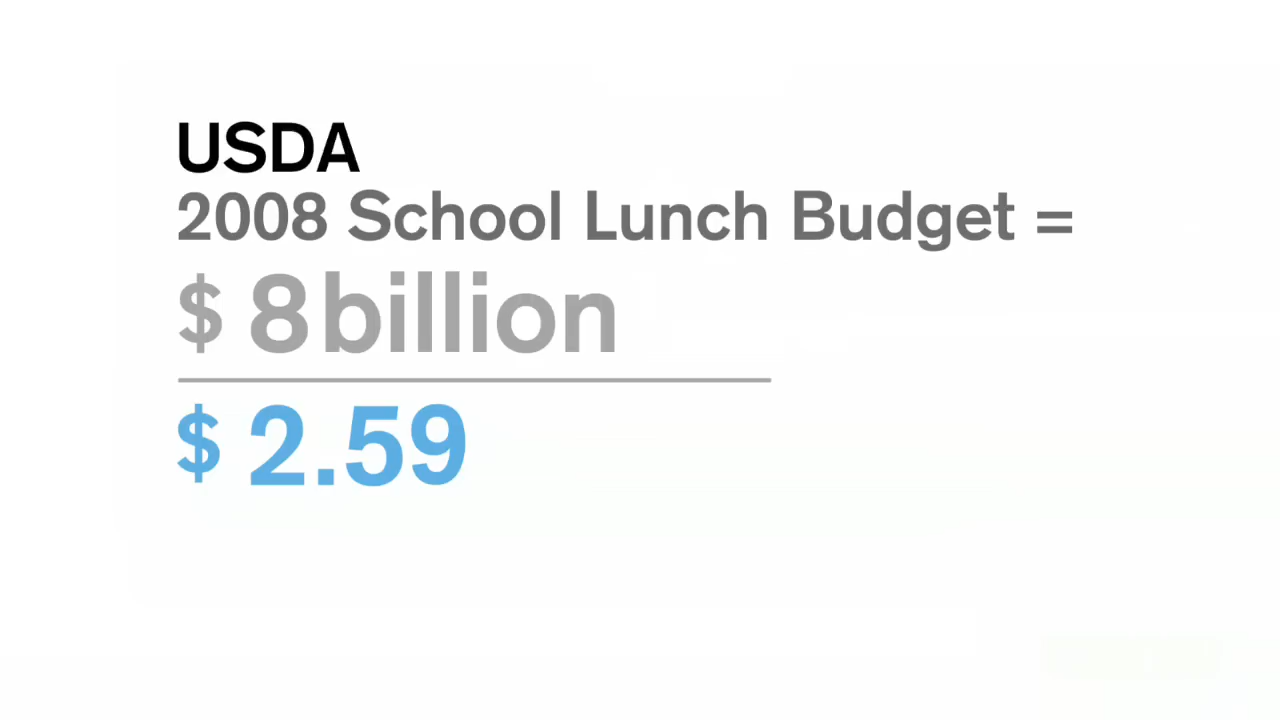 USDA
2008 School Lunch Budget =
$ 8 billion
$ 2.59